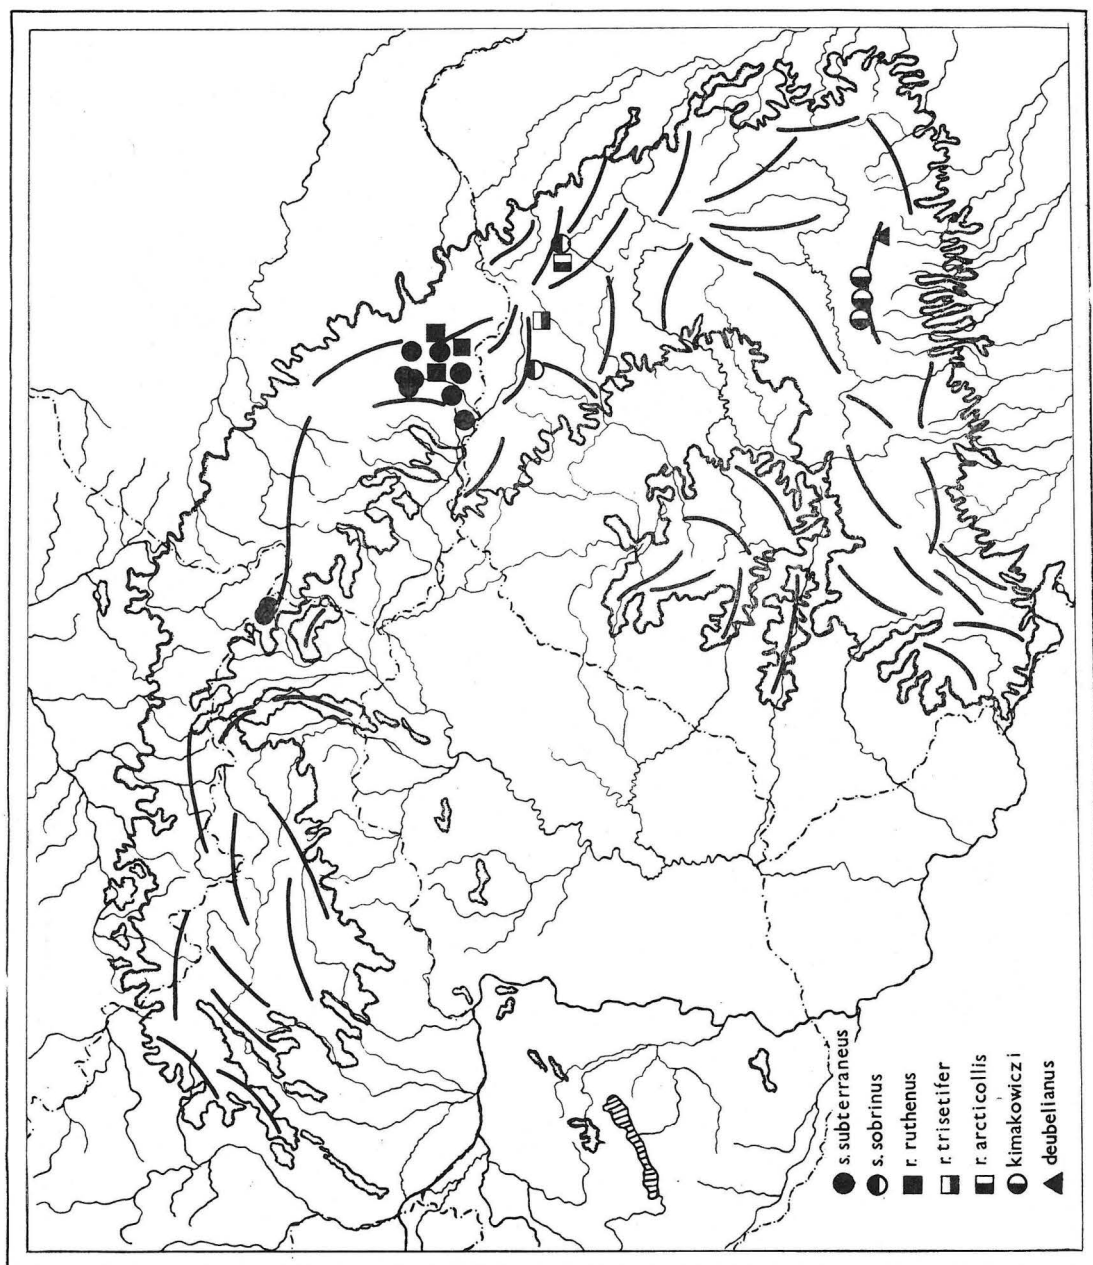 s. subterraneus
s. sobrinus
r. ruthenus
r. trisetifer
r. arcticollis
kimakowiczi
deubelianus